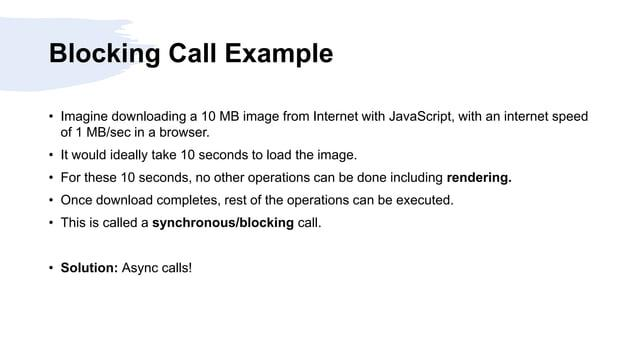 Blocking Call Example
• Imagine downloading a 10 MB image from Internet with JavaScript, with an internet speed
of 1 MB/sec in a browser.
• It would ideally take 10 seconds to load the image.
• For these 10 seconds, no other operations can be done including rendering.
• Once download completes, rest of the operations can be executed.
• This is called a synchronous/blocking call.
• Solution: Async calls!